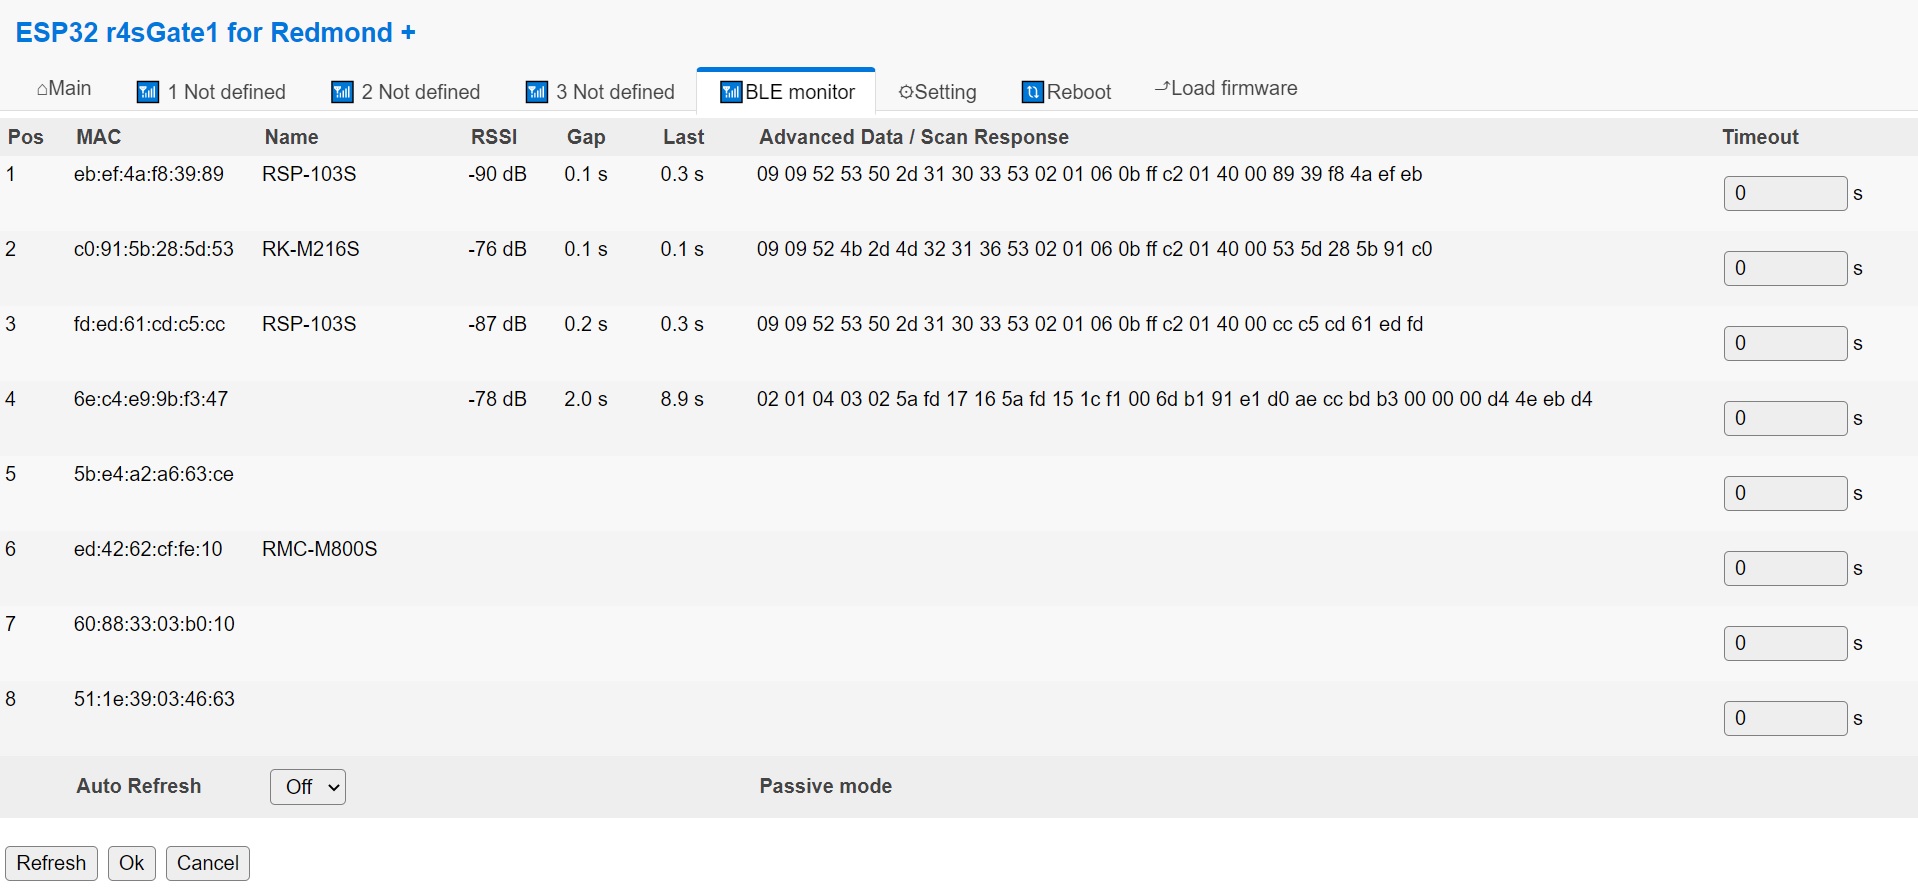 ESP32 r4sGate1 for Redmond +
⌂Main 1 Not defined 2 Not defined 3 Not defined BLE monitor Setting Reboot Load firmware
Pos MAC Name RSSI Gap Last Advanced Data / Scan Response Timeout
1 eb:ef:4a:f8:39:89 RSP-103S -90 dB 0.1 s 0.3 s 09 09 52 53 50 2d 31 30 33 53 02 01 06 0b ff c2 01 40 00 89 39 f8 4a ef eb 0 s
2 c0:91:5b:28:5d:53 RK-M216S -76 dB 0.1 s 0.1 s 09 09 52 4b 2d 4d 32 31 36 53 02 01 06 0b ff c2 01 40 00 53 5d 28 5b 91 c0 0 s
3 fd:ed:61:cd:c5:cc RSP-103S -87 dB 0.2 s 0.3 s 09 09 52 53 50 2d 31 30 33 53 02 01 06 0b ff c2 01 40 00 cc c5 cd 61 ed fd 0 s
4 6e:c4:e9:9b:f3:47 -78 dB 2.0 s 8.9 s 02 01 04 03 02 5a fd 17 16 5a fd 15 1c f1 00 6d b1 91 e1 d0 ae cc bd b3 00 00 00 d4 4e eb d4 0 s
5 5b:e4:a2:a6:63:ce 0 s
6 ed:42:62:cf:fe:10 RMC-M800S 0 s
7 60:88:33:03:b0:10 0 s
8 51:1e:39:03:46:63 0 s
Auto Refresh Off Passive mode
Refresh Ok Cancel